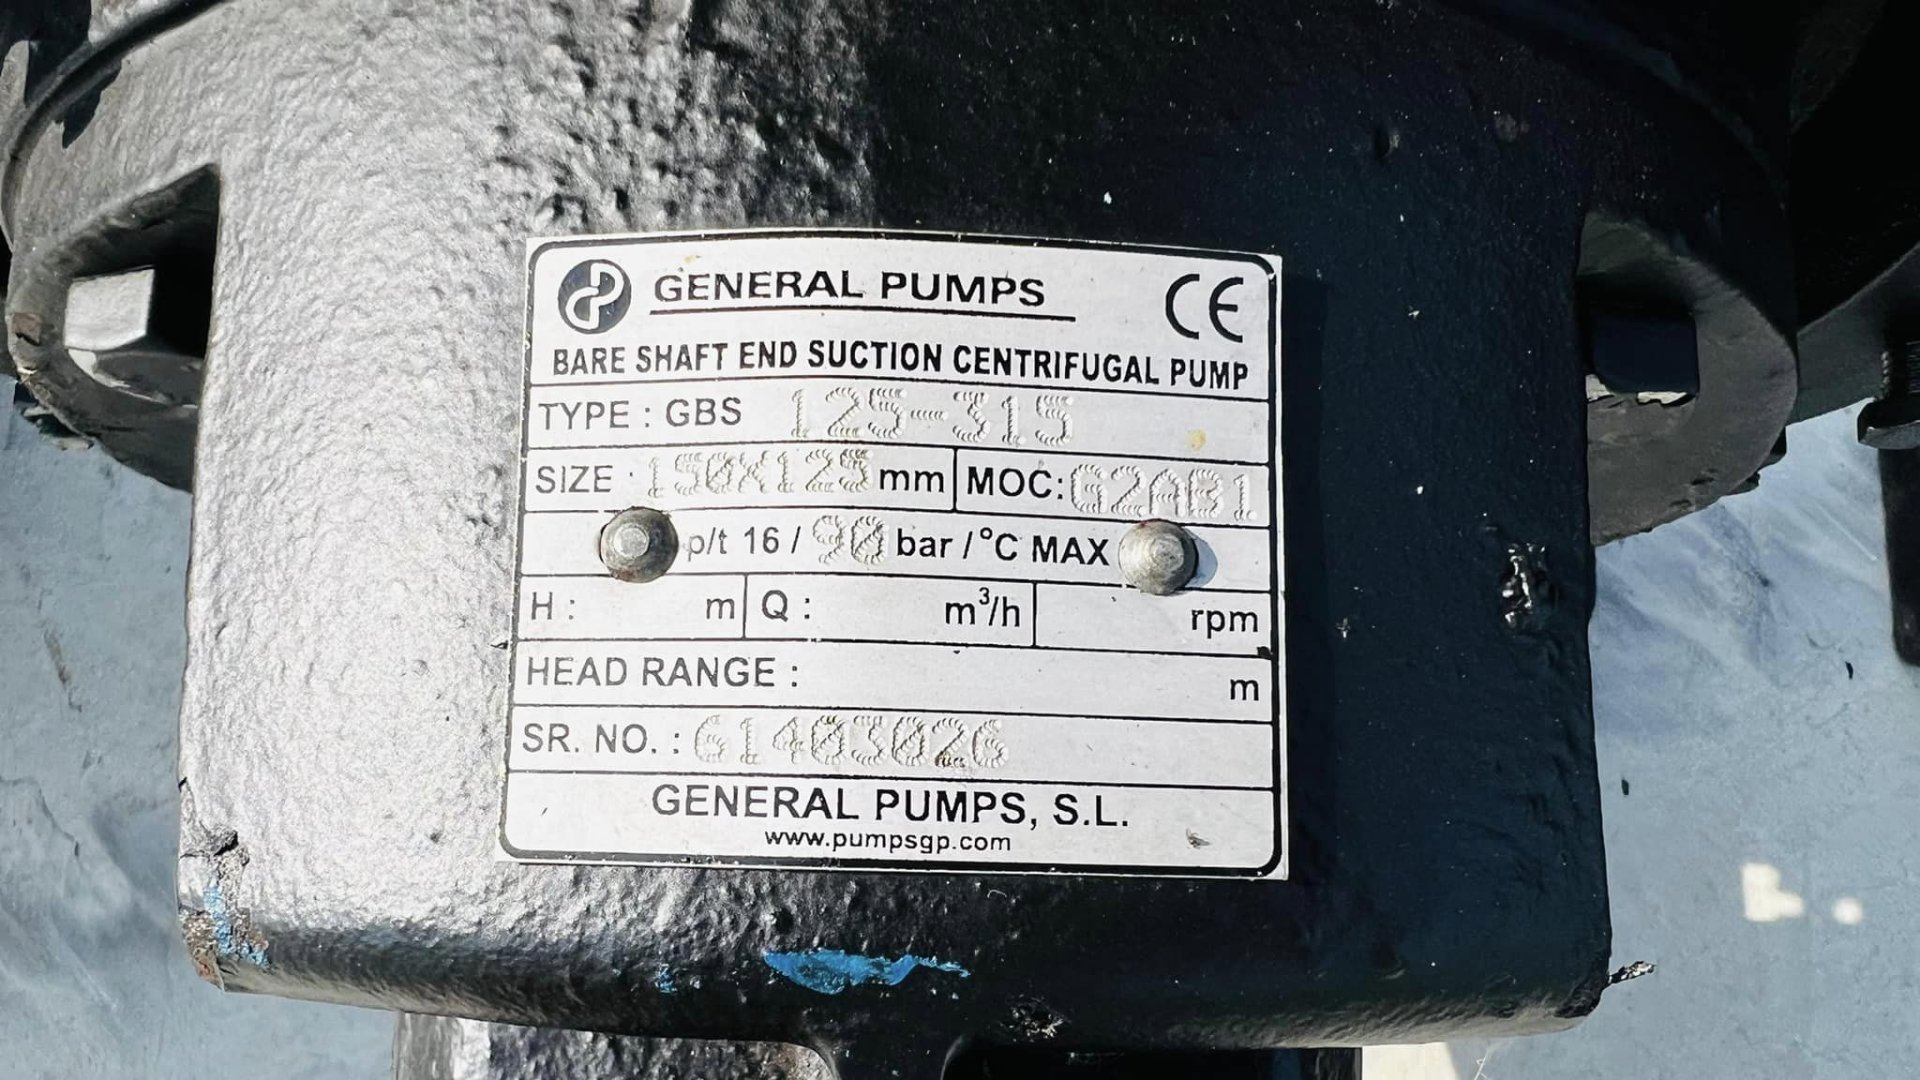 GENERAL PUMPS CE
BARE SHAFT END SUCTION CENTRIFUGAL PUMP
TYPE : GBS 125-315
SIZE : 150X125 mm MOC: G2AB1
p/t 16 / 90 bar / °C MAX
H : m Q : m³/h rpm
HEAD RANGE : m
SR. NO. : 61403026
GENERAL PUMPS, S.L.
www.pumpsgp.com